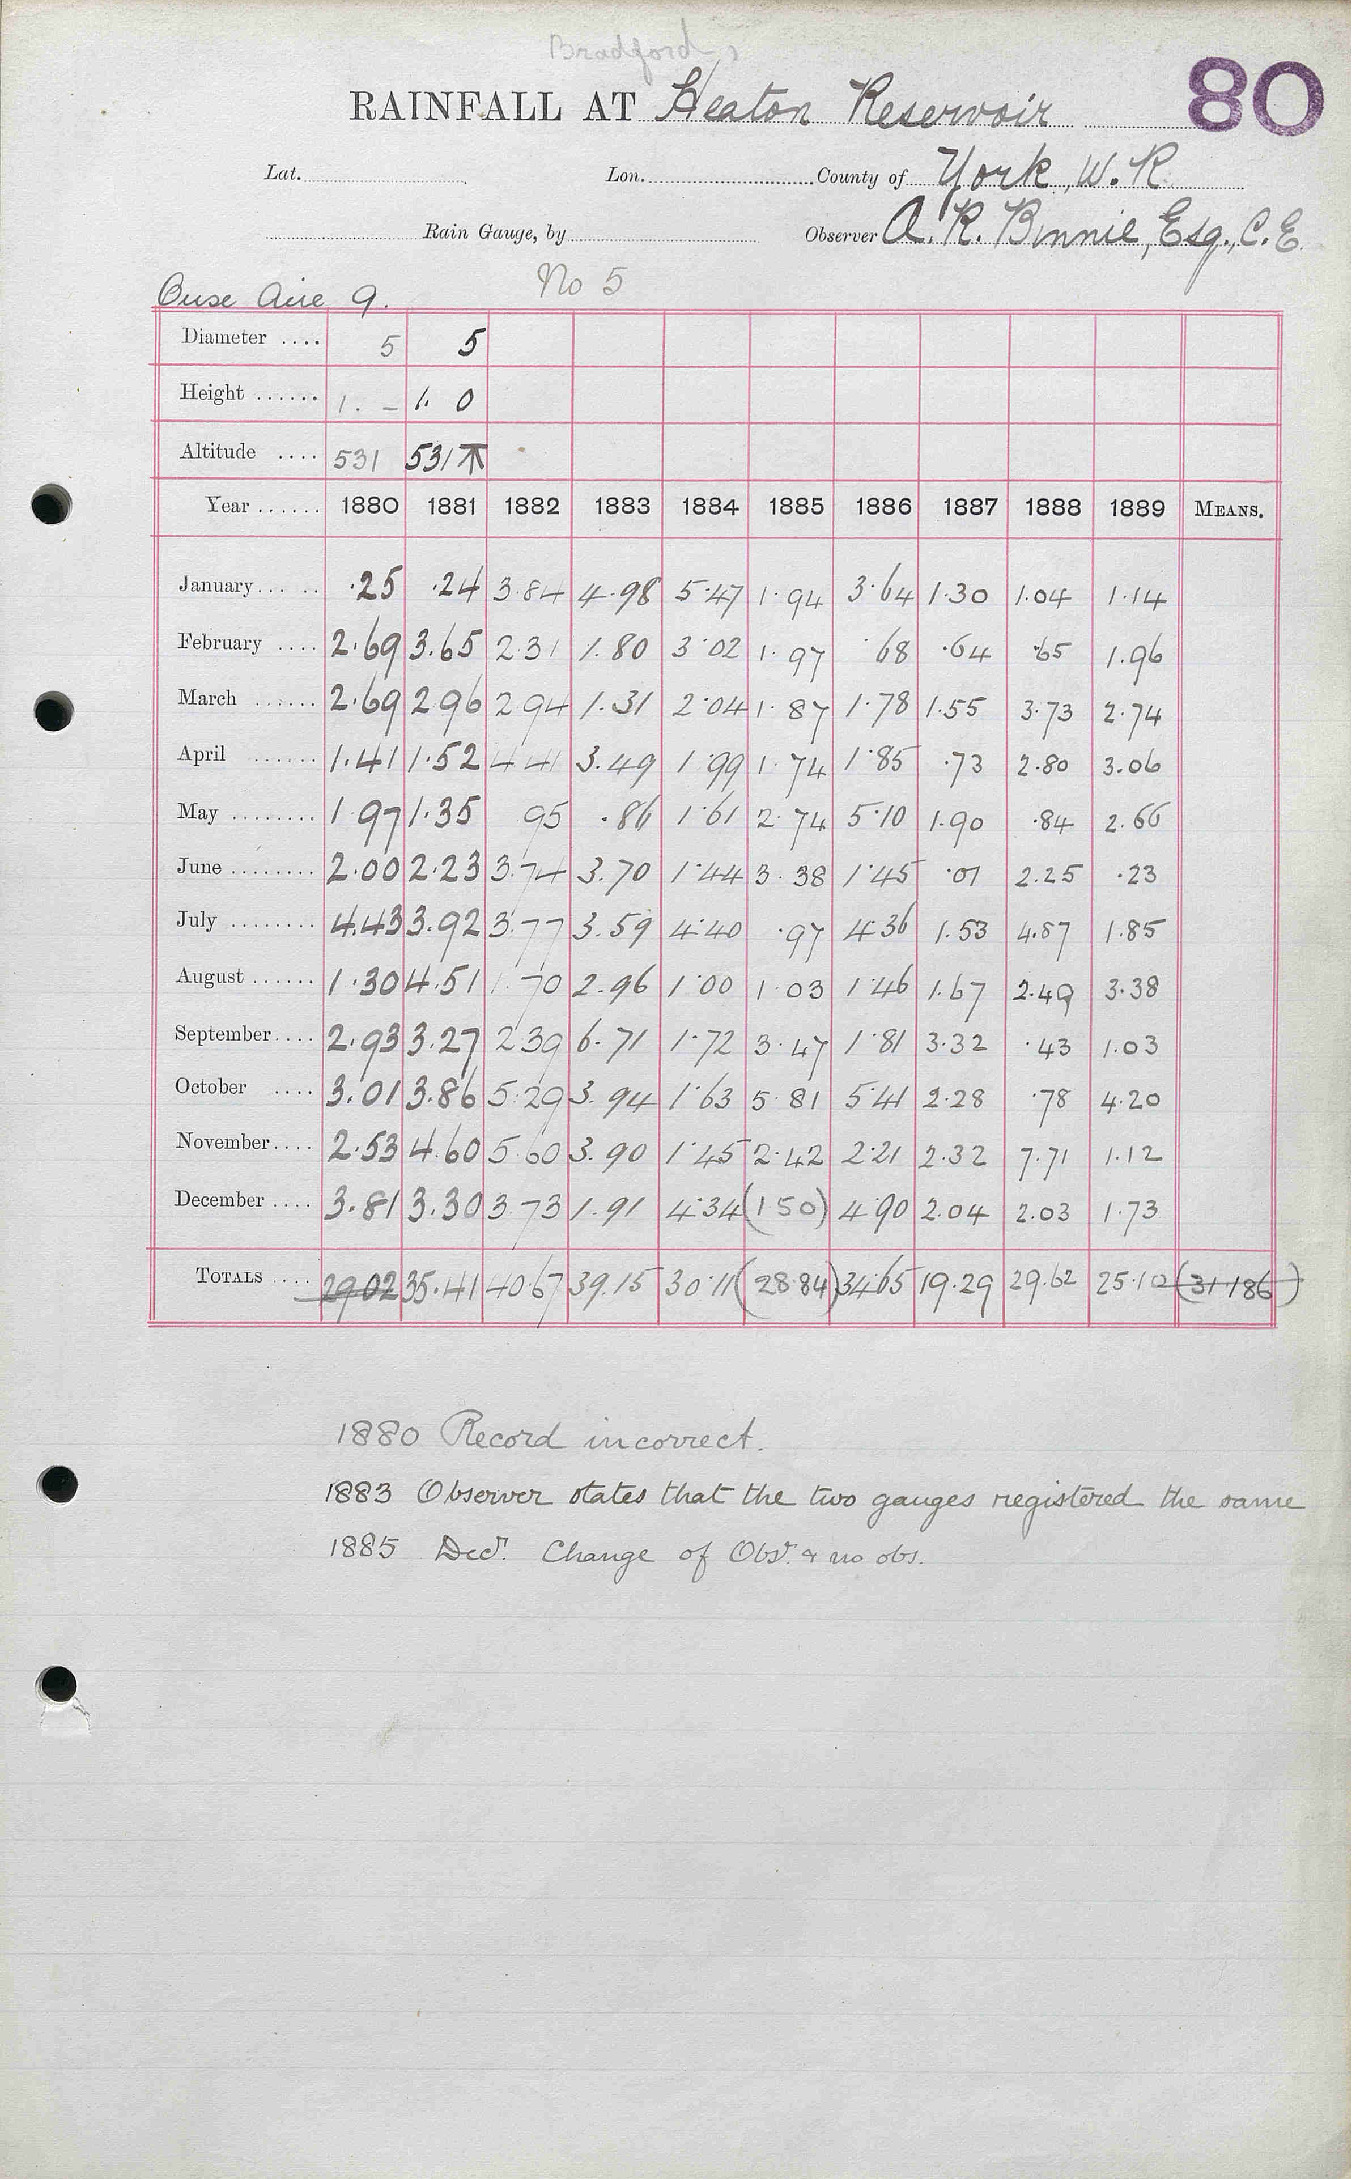 Bradford,
RAINFALL AT Heaton Reservoir 80
Lat. Lon. County of York, W.R.
Rain Gauge, by Observer A. R. Binnie, Esq., C.E.
Ouse Aire 9. No 5
Diameter .... 5 5
Height ...... 1. – 1. 0
Altitude .... 531 531
Year ...... 1880 1881 1882 1883 1884 1885 1886 1887 1888 1889 MEANS.
January... .. .25 .24 3.84 4.98 5.47 1.94 3.64 1.30 1.04 1.14
February .... 2.69 3.65 2.31 1.80 3.02 1.97 .68 .64 .65 1.96
March ...... 2.69 2.96 2.94 1.31 2.04 1.87 1.78 1.55 3.73 2.74
April ...... 1.41 1.52 4.41 3.49 1.99 1.74 1.85 .73 2.80 3.06
May ........ 1.97 1.35 95 .86 1.61 2.74 5.10 1.90 .84 2.66
June ........ 2.00 2.23 3.74 3.70 1.44 3.38 1.45 .01 2.25 .23
July ........ 4.43 3.92 3.77 3.59 4.40 .97 4.36 1.53 4.87 1.85
August ...... 1.30 4.51 1.70 2.96 1.00 1.03 1.46 1.67 2.49 3.38
September.... 2.93 3.27 2.39 6.71 1.72 3.47 1.81 3.32 .43 1.03
October .... 3.01 3.86 5.29 3.94 1.63 5.81 5.41 2.28 .78 4.20
November.... 2.53 4.60 5.60 3.90 1.45 2.42 2.21 2.32 7.71 1.12
December .... 3.81 3.30 3.73 1.91 4.34 (1.50) 4.90 2.04 2.03 1.73
TOTALS .... 29.02 35.41 40.67 39.15 30.11 (28.84) 34.65 19.29 29.62 25.10 (31.186)
1880 Record incorrect.
1883 Observer states that the two gauges registered the same
1885 Decr. Change of Obsr. & no obs.